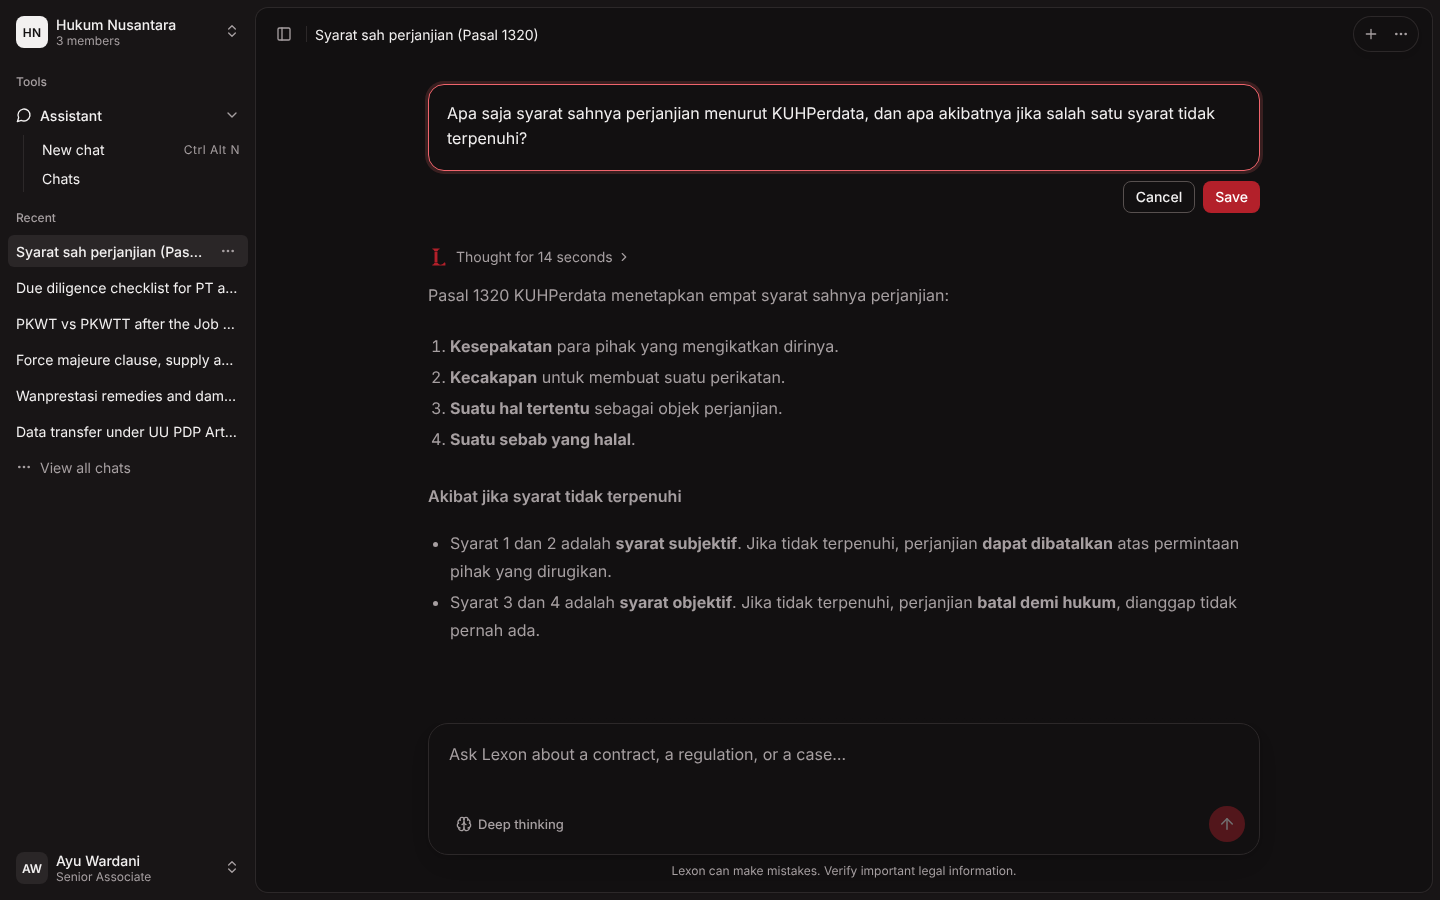 HN
Hukum Nusantara
3 members
Tools
Assistant
New chat Ctrl Alt N
Chats
Recent
Syarat sah perjanjian (Pas...
Due diligence checklist for PT a...
PKWT vs PKWTT after the Job ...
Force majeure clause, supply a...
Wanprestasi remedies and dam...
Data transfer under UU PDP Art...
View all chats
AW
Ayu Wardani
Senior Associate
Syarat sah perjanjian (Pasal 1320)
Apa saja syarat sahnya perjanjian menurut KUHPerdata, dan apa akibatnya jika salah satu syarat tidak
terpenuhi?
Cancel Save
Thought for 14 seconds
Pasal 1320 KUHPerdata menetapkan empat syarat sahnya perjanjian:
1. Kesepakatan para pihak yang mengikatkan dirinya.
2. Kecakapan untuk membuat suatu perikatan.
3. Suatu hal tertentu sebagai objek perjanjian.
4. Suatu sebab yang halal.
Akibat jika syarat tidak terpenuhi
• Syarat 1 dan 2 adalah syarat subjektif. Jika tidak terpenuhi, perjanjian dapat dibatalkan atas permintaan
pihak yang dirugikan.
• Syarat 3 dan 4 adalah syarat objektif. Jika tidak terpenuhi, perjanjian batal demi hukum, dianggap tidak
pernah ada.
Ask Lexon about a contract, a regulation, or a case...
Deep thinking
Lexon can make mistakes. Verify important legal information.